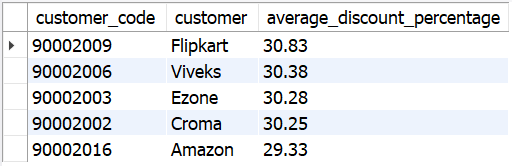 customer_code customer average_discount_percentage
90002009 Flipkart 30.83
90002006 Viveks 30.38
90002003 Ezone 30.28
90002002 Croma 30.25
90002016 Amazon 29.33